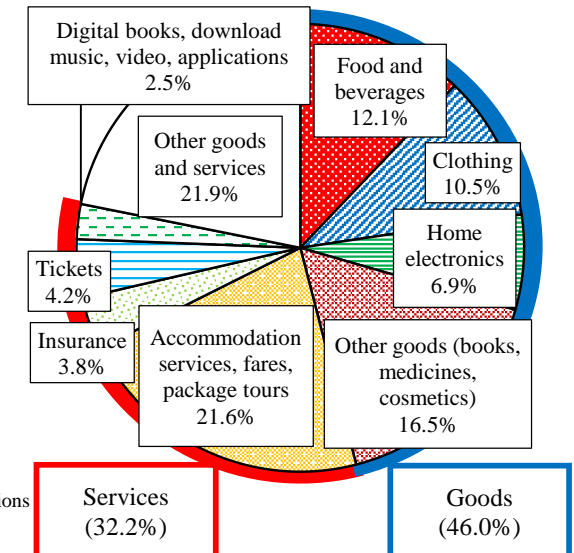 Digital books, download
music, video, applications
2.5%
Food and
beverages
12.1%
Other goods
and services
21.9%
Clothing
10.5%
Home
electronics
6.9%
Tickets
4.2%
Insurance
3.8%
Accommodation
services, fares,
package tours
21.6%
Other goods (books,
medicines,
cosmetics)
16.5%
ions
Services
(32.2%)
Goods
(46.0%)